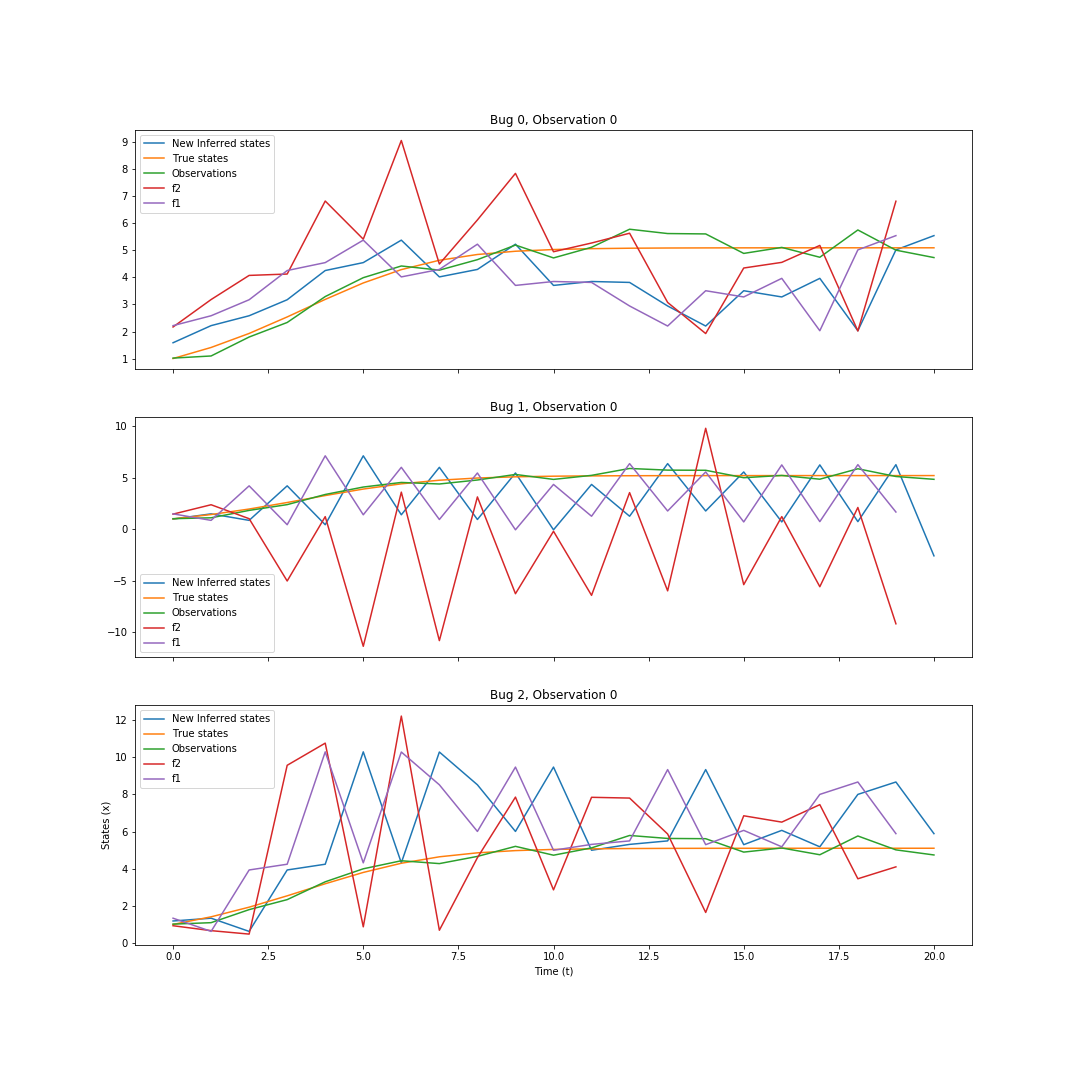 Bug 0, Observation 0
9
8
7
6
5
4
3
2
1
New Inferred states
True states
Observations
f2
f1
Bug 1, Observation 0
10
5
0
−5
−10
New Inferred states
True states
Observations
f2
f1
Bug 2, Observation 0
12
10
8
6
4
2
0
New Inferred states
True states
Observations
f2
f1
States (x)
0.0 2.5 5.0 7.5 10.0 12.5 15.0 17.5 20.0
Time (t)